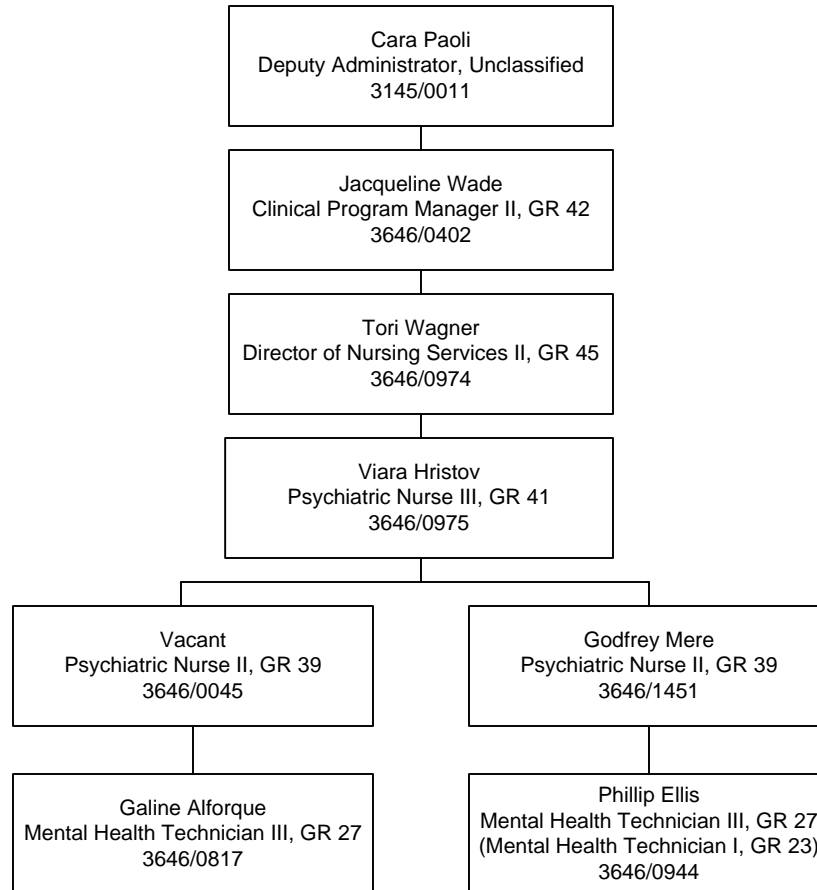 Cara Paoli
Deputy Administrator, Unclassified
3145/0011
Jacqueline Wade
Clinical Program Manager II, GR 42
3646/0402
Tori Wagner
Director of Nursing Services II, GR 45
3646/0974
Viara Hristov
Psychiatric Nurse III, GR 41
3646/0975
Vacant
Psychiatric Nurse II, GR 39
3646/0045
Godfrey Mere
Psychiatric Nurse II, GR 39
3646/1451
Galine Alforque
Mental Health Technician III, GR 27
3646/0817
Phillip Ellis
Mental Health Technician III, GR 27
(Mental Health Technician I, GR 23)
3646/0944